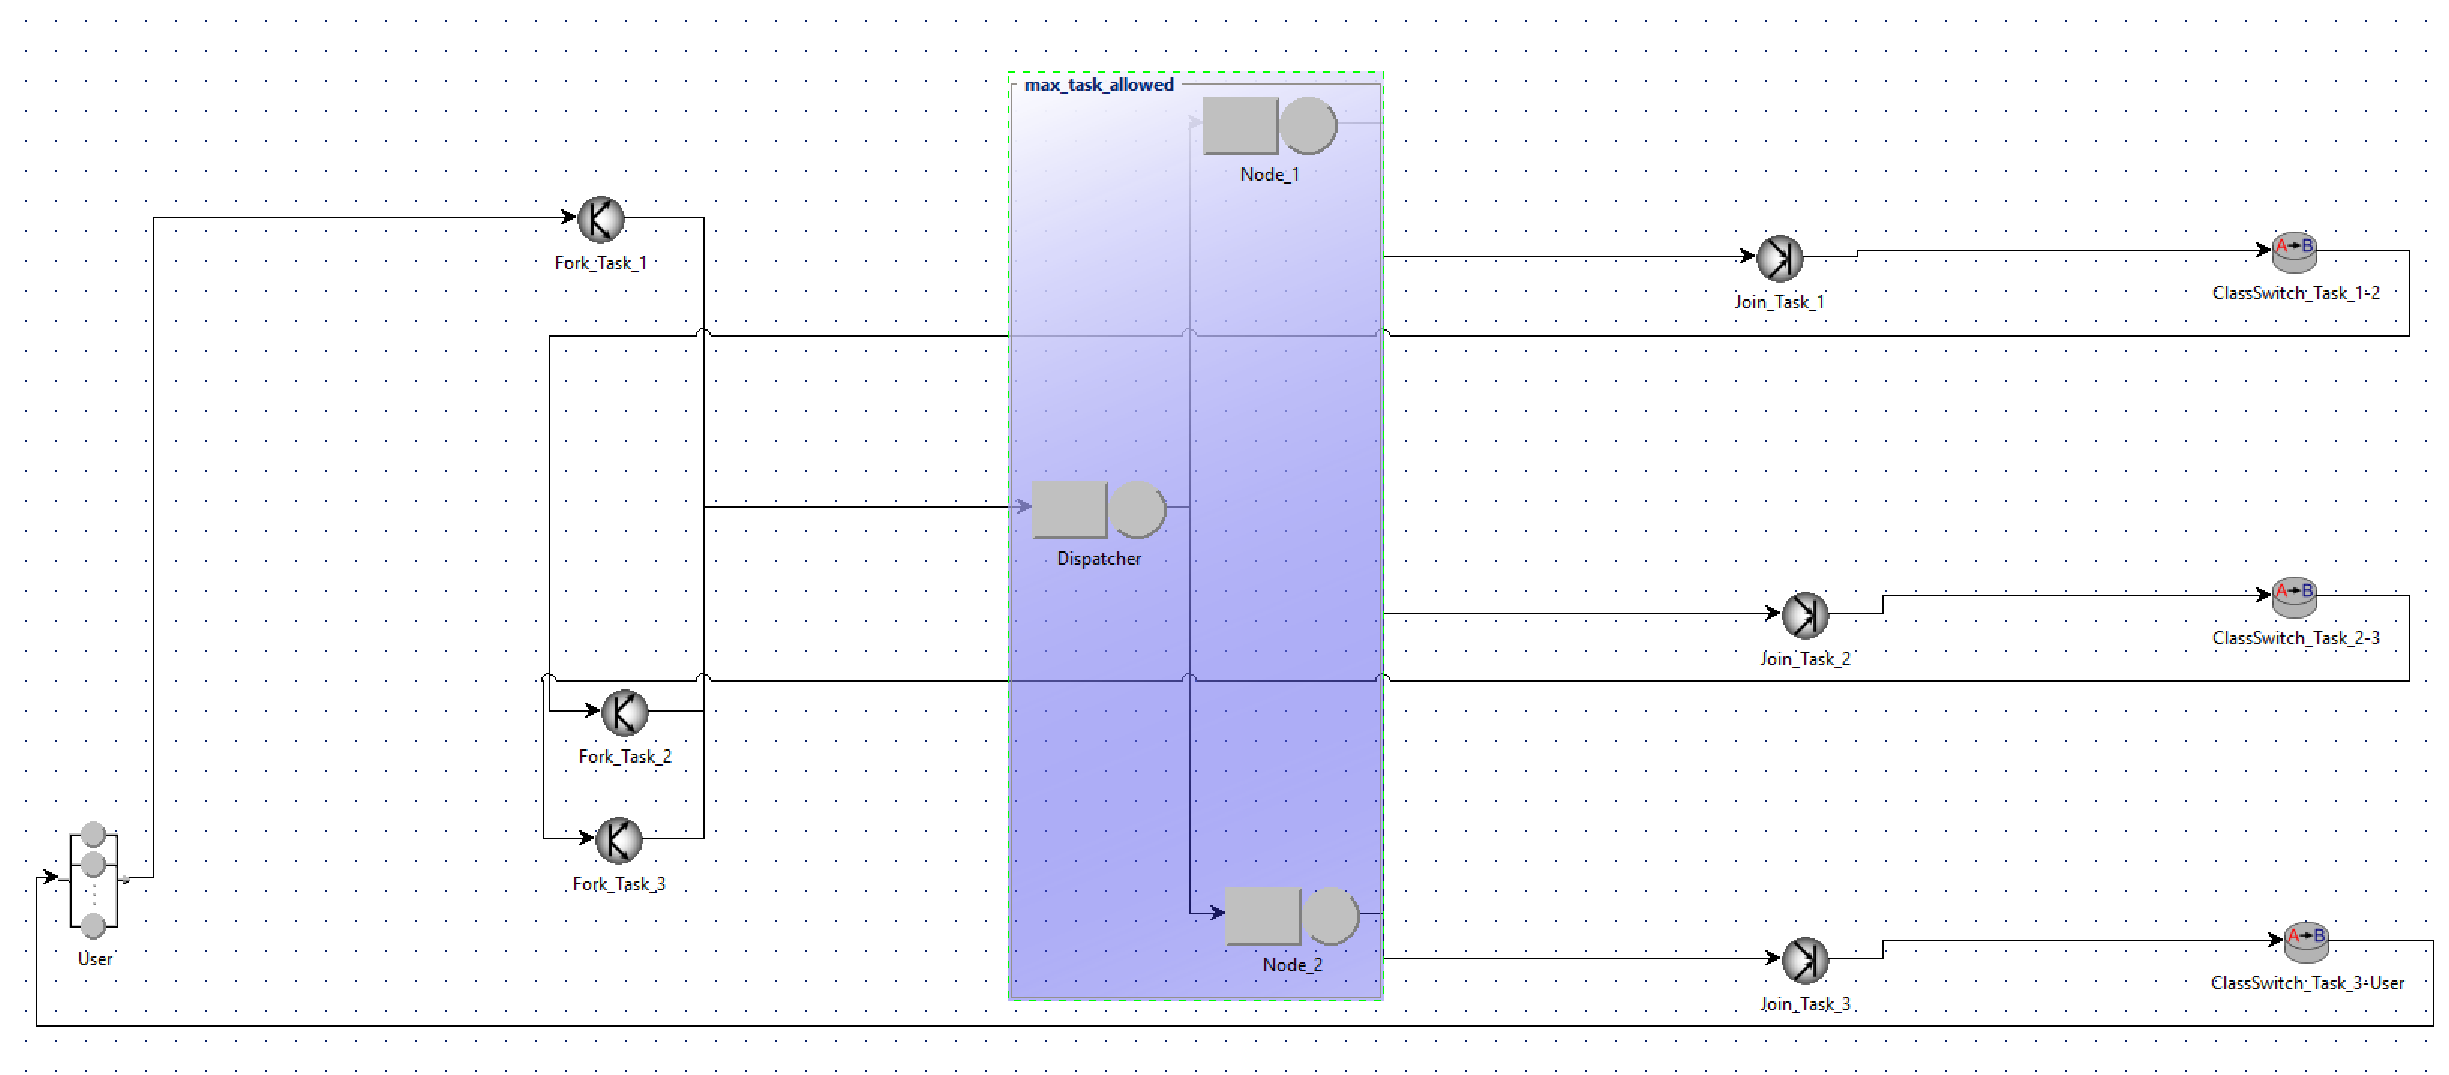 max_task_allowed
Node_1
Fork_Task_1
A→B
ClassSwitch_Task_1-2
Join_Task_1
Dispatcher
A→B
ClassSwitch_Task_2-3
Join_Task_2
Fork_Task_2
Fork_Task_3
User
Node_2
A→B
ClassSwitch_Task_3-User
Join_Task_3